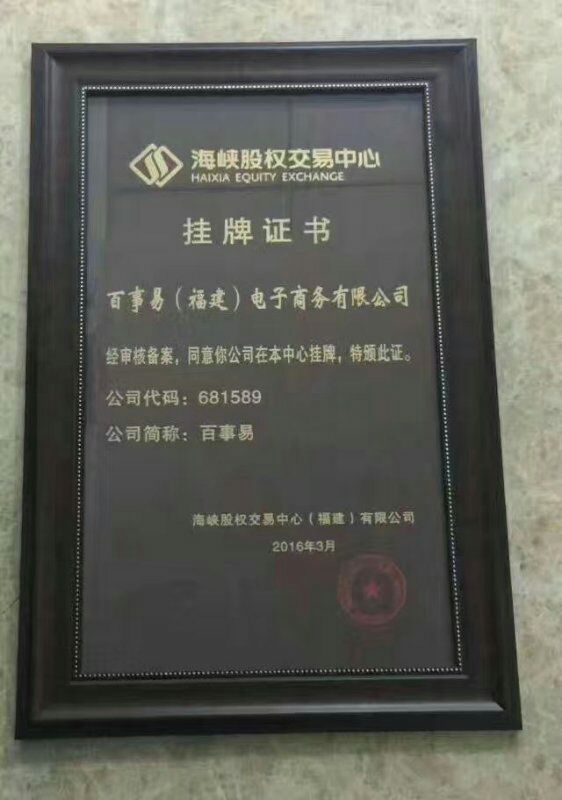 海峡股权交易中心
HAIXIA EQUITY EXCHANGE
挂牌证书
百事易（福建）电子商务有限公司
经审核备案，同意你公司在本中心挂牌，特颁此证。
公司代码：681589
公司简称：百事易
海峡股权交易中心（福建）有限公司
2016年3月